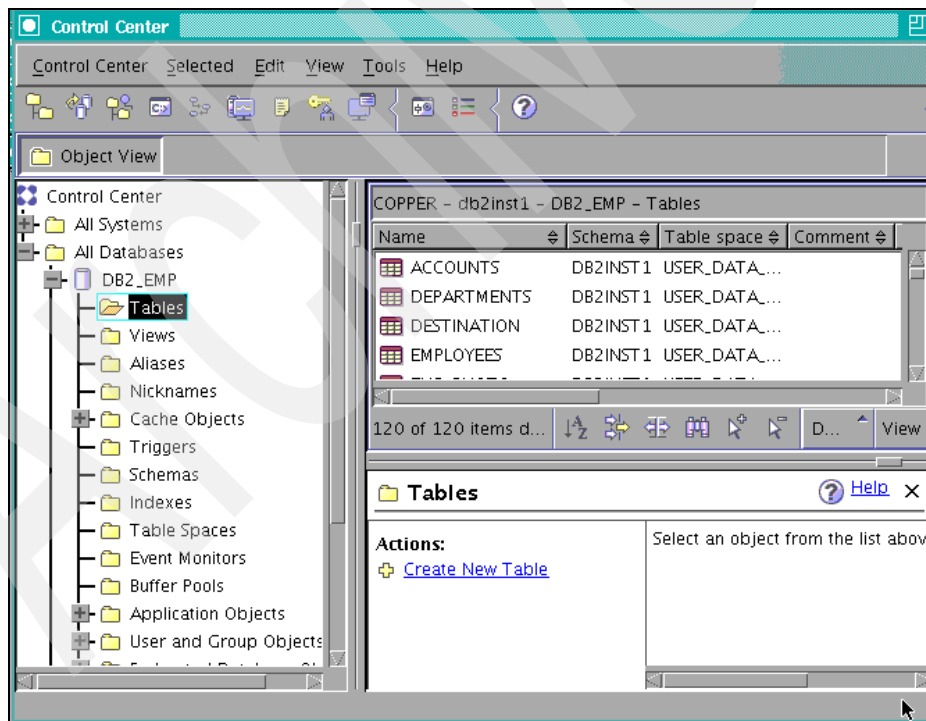 Control Center
Control Center Selected Edit View Tools Help
Object View
Control Center
All Systems
All Databases
DB2_EMP
Tables
Views
Aliases
Nicknames
Cache Objects
Triggers
Schemas
Indexes
Table Spaces
Event Monitors
Buffer Pools
Application Objects
User and Group Objects
COPPER - db2inst1 - DB2_EMP - Tables
Name Schema Table space Comment
ACCOUNTS DB2INST1 USER_DATA_...
DEPARTMENTS DB2INST1 USER_DATA_...
DESTINATION DB2INST1 USER_DATA_...
EMPLOYEES DB2INST1 USER_DATA_...
120 of 120 items d... D... View
Tables Help
Actions:
Create New Table
Select an object from the list abov